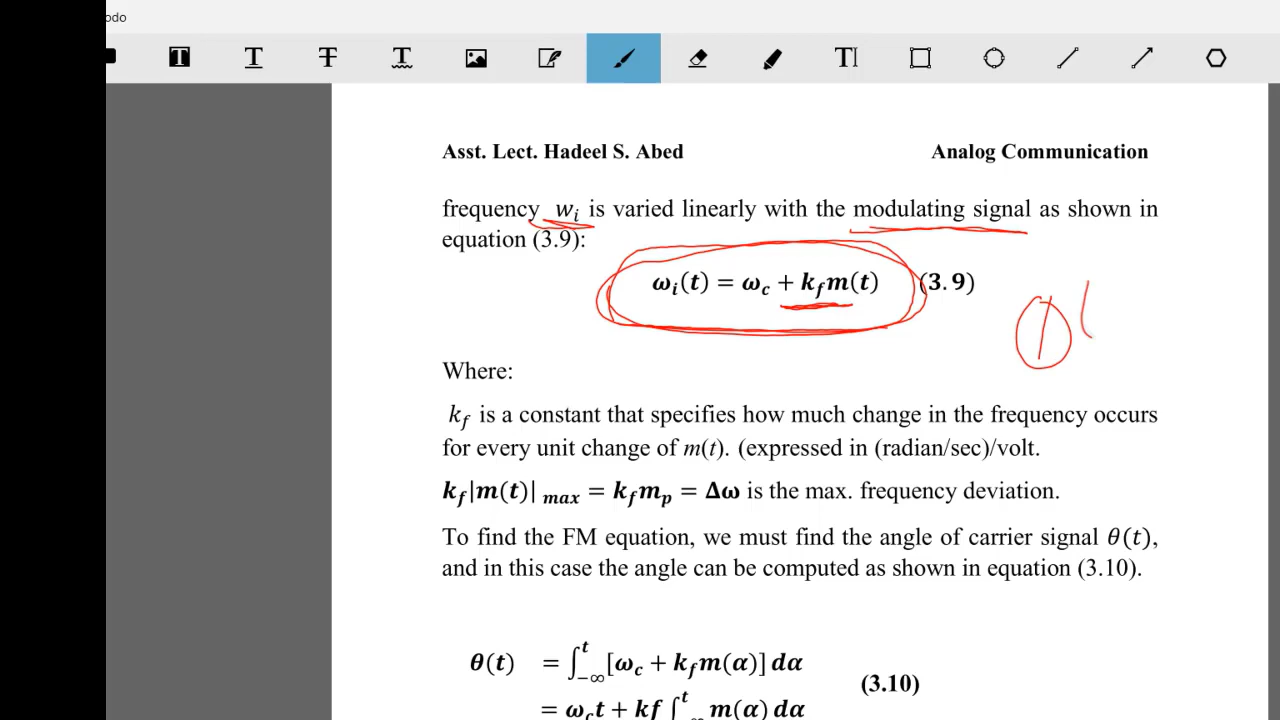 odo
Asst. Lect. Hadeel S. Abed Analog Communication
frequency w_i is varied linearly with the modulating signal as shown in
equation (3.9):
ω_i(t) = ω_c + k_f m(t) (3.9)
ϕ(
Where:
k_f is a constant that specifies how much change in the frequency occurs
for every unit change of m(t). (expressed in (radian/sec)/volt.
k_f|m(t)|_max = k_f m_p = Δω is the max. frequency deviation.
To find the FM equation, we must find the angle of carrier signal θ(t),
and in this case the angle can be computed as shown in equation (3.10).
θ(t) = ∫_{-∞}^{t} [ω_c + k_f m(α)] dα
(3.10)
= ω_c t + kf ∫_{-∞}^{t} m(α) dα